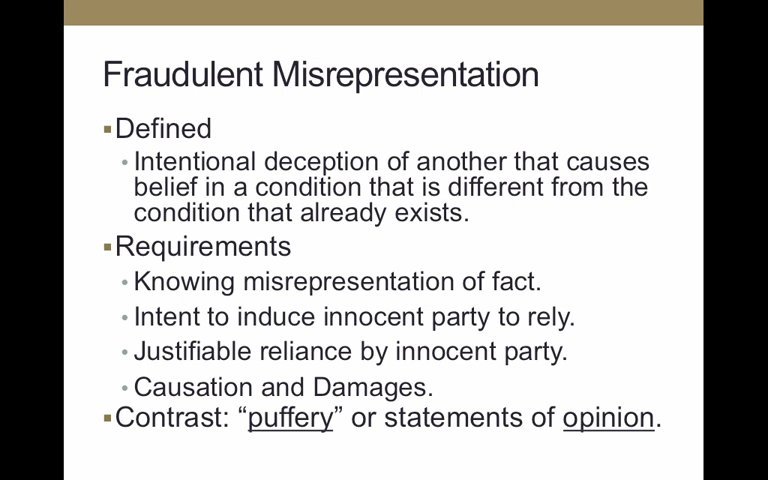 Fraudulent Misrepresentation
▪Defined
•Intentional deception of another that causes
belief in a condition that is different from the
condition that already exists.
▪Requirements
•Knowing misrepresentation of fact.
•Intent to induce innocent party to rely.
•Justifiable reliance by innocent party.
•Causation and Damages.
▪Contrast: “puffery” or statements of opinion.